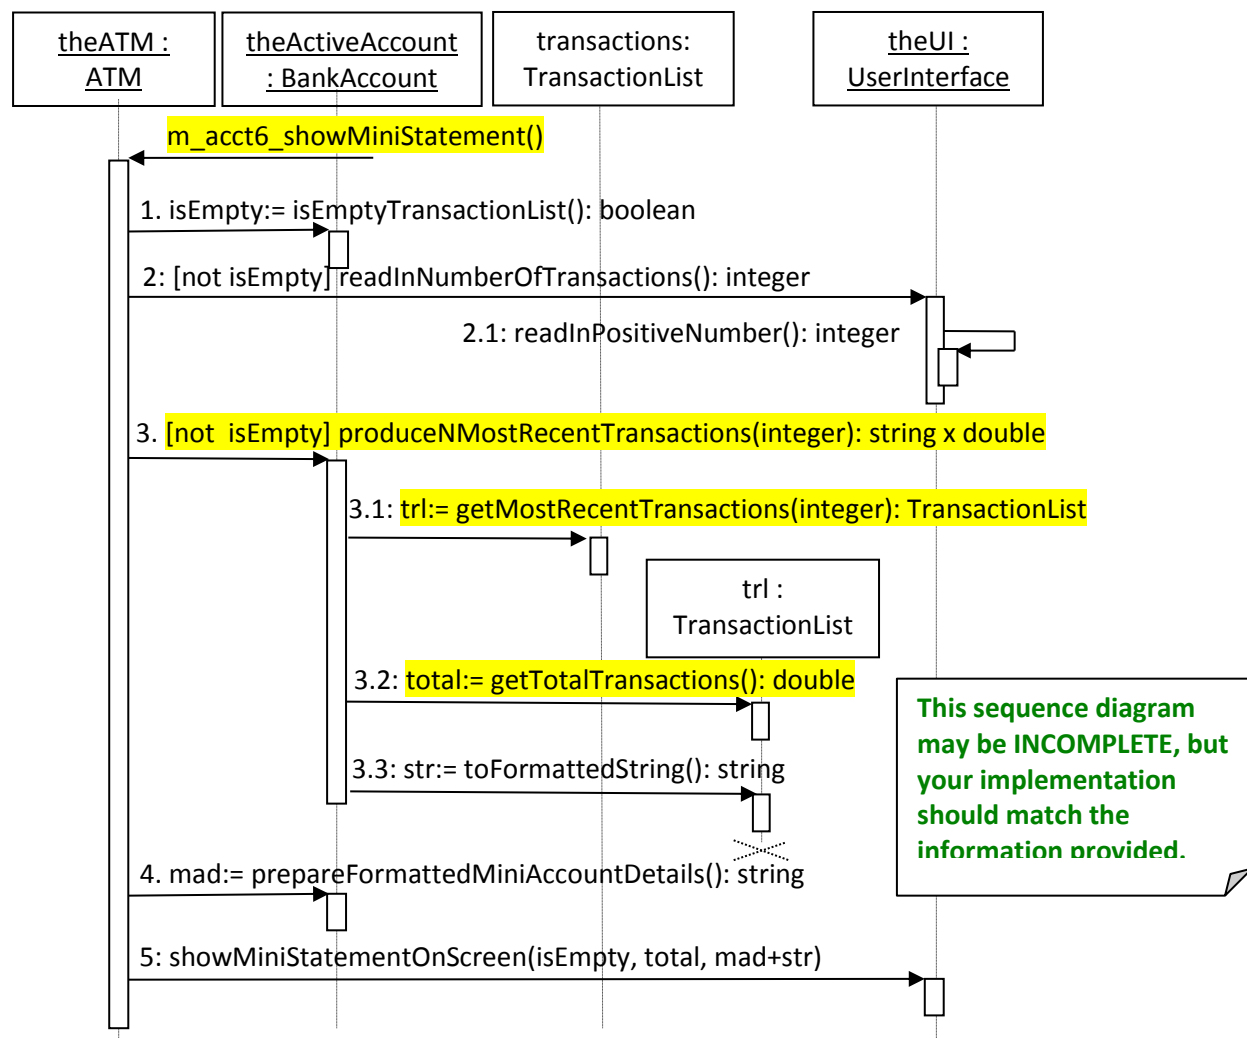 theATM :
ATM
theActiveAccount
: BankAccount
transactions:
TransactionList
theUI :
UserInterface
m_acct6_showMiniStatement()
1. isEmpty:= isEmptyTransactionList(): boolean
2: [not isEmpty] readInNumberOfTransactions(): integer
2.1: readInPositiveNumber(): integer
3. [not  isEmpty] produceNMostRecentTransactions(integer): string x double
3.1: trl:= getMostRecentTransactions(integer): TransactionList
trl :
TransactionList
3.2: total:= getTotalTransactions(): double
3.3: str:= toFormattedString(): string
This sequence diagram
may be INCOMPLETE, but
your implementation
should match the
information provided.
4. mad:= prepareFormattedMiniAccountDetails(): string
5: showMiniStatementOnScreen(isEmpty, total, mad+str)